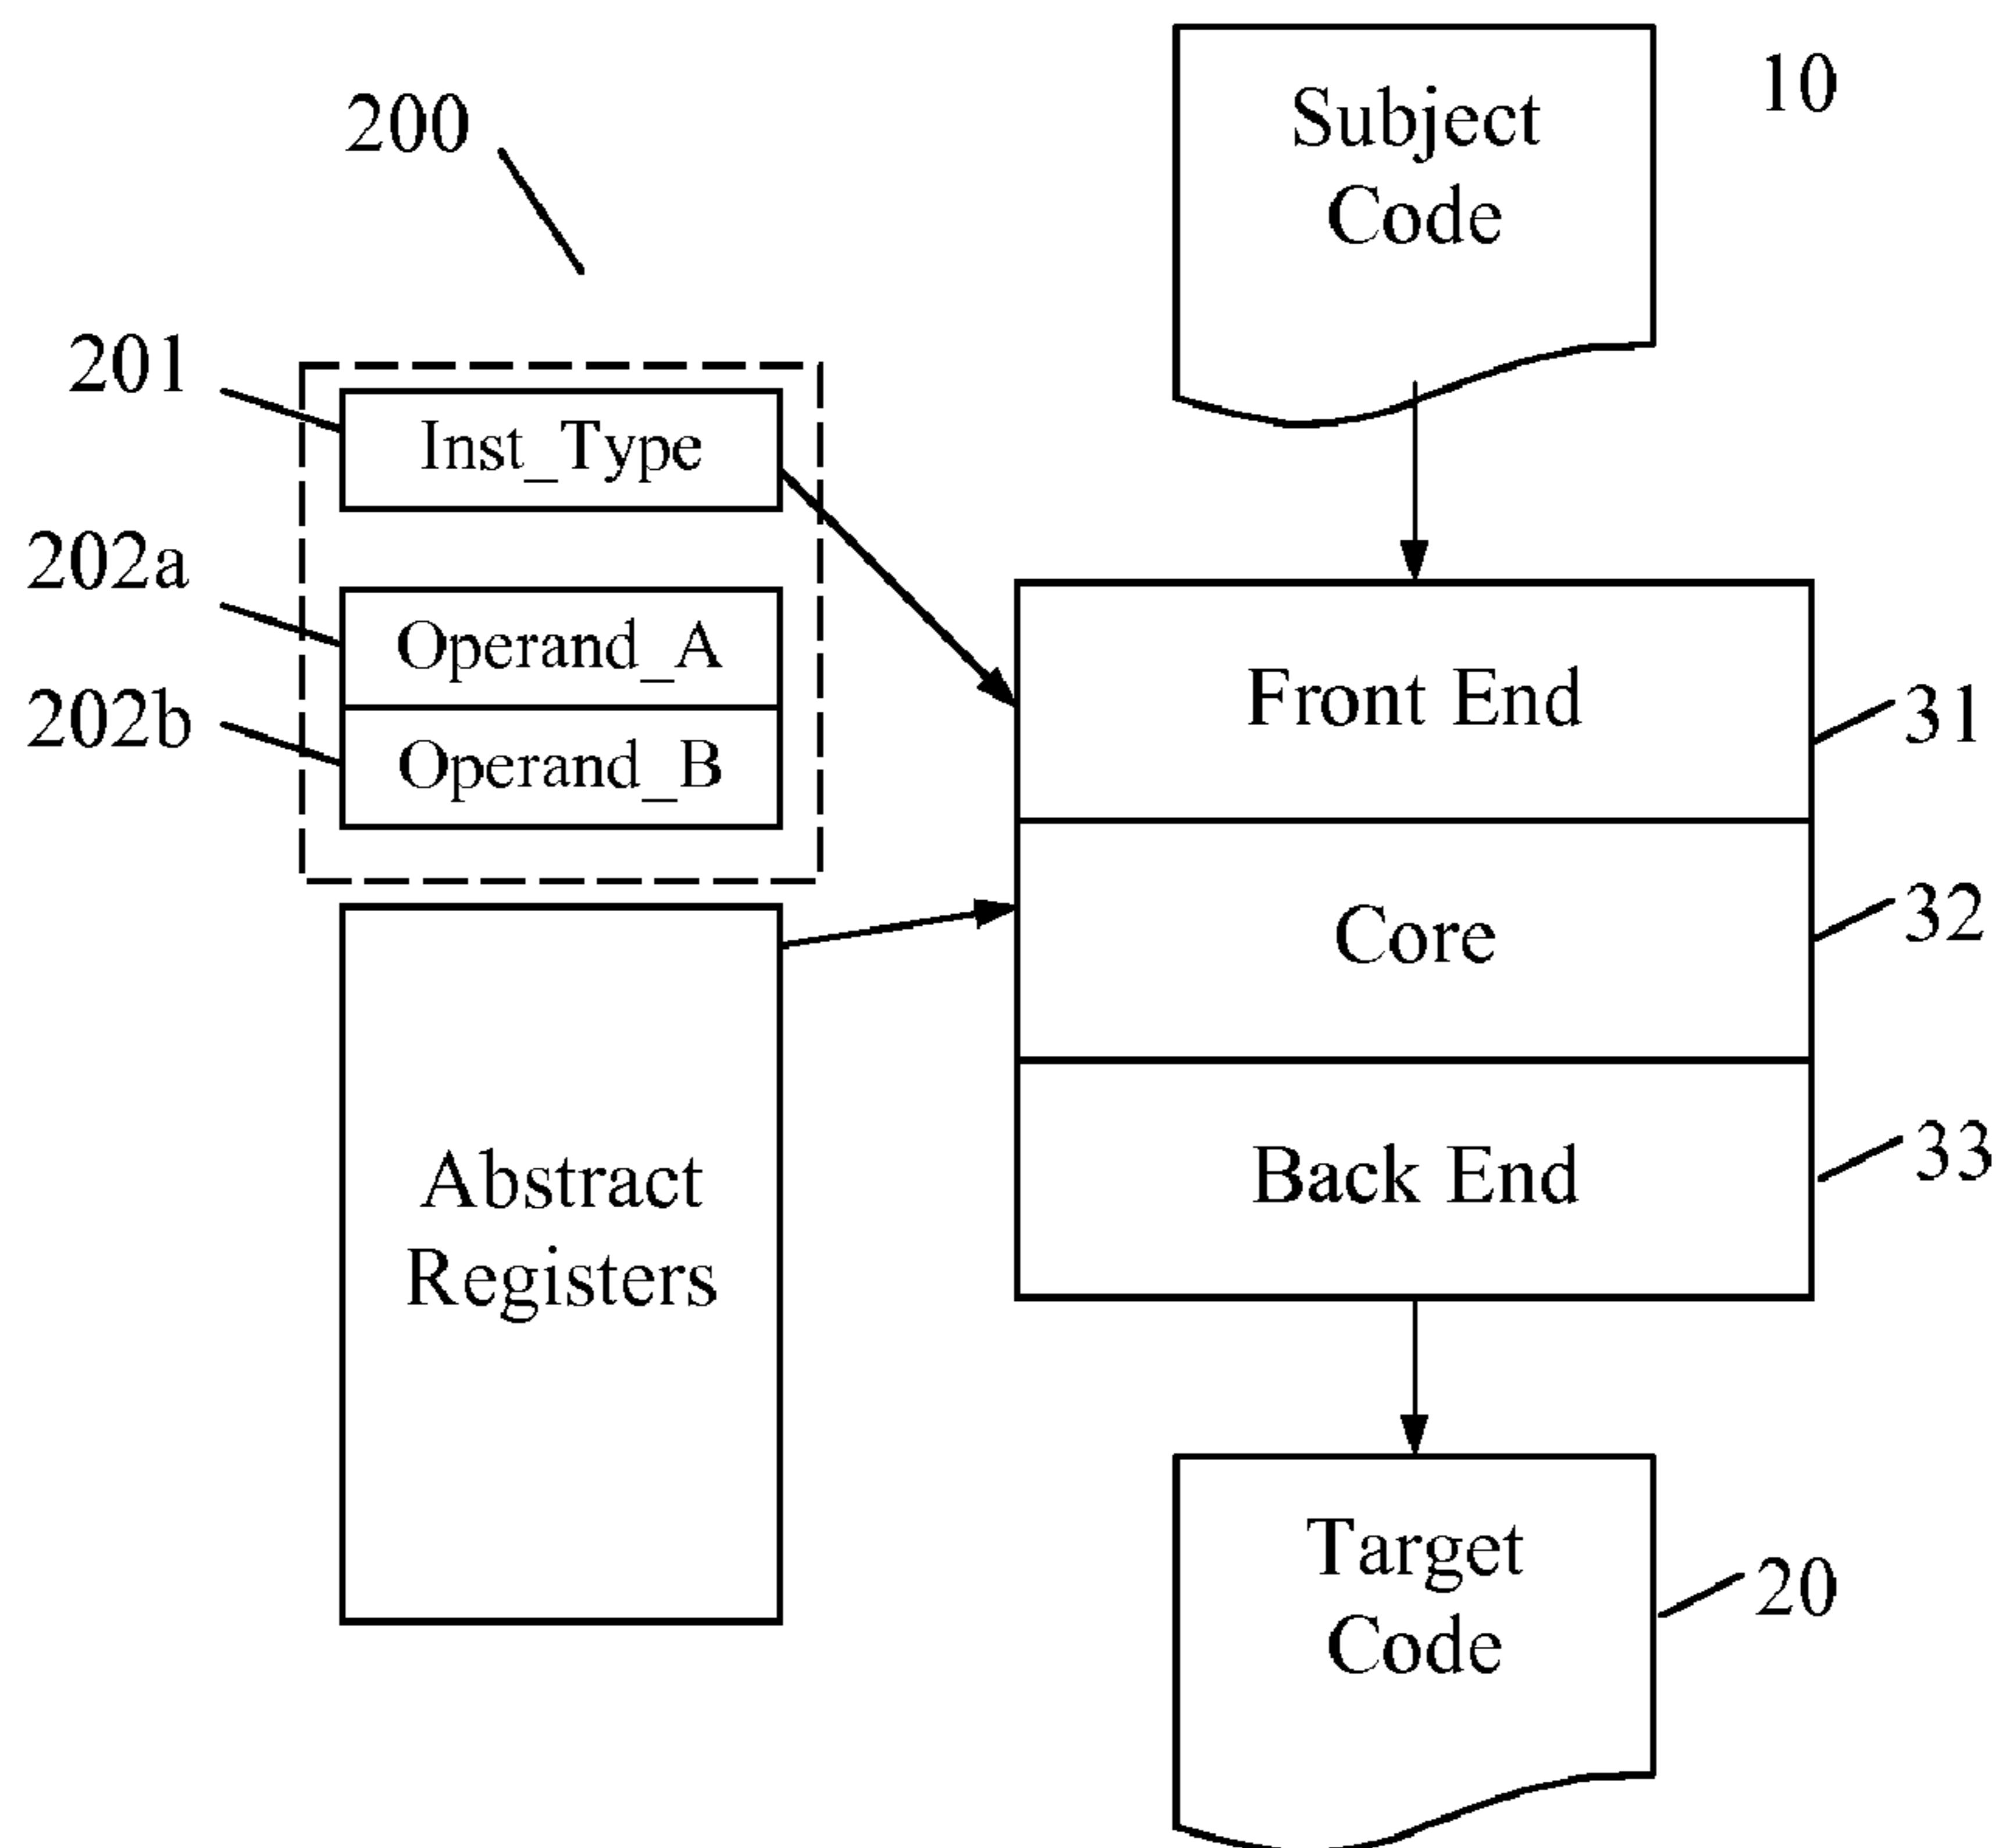 Subject
Code
10
200
201
Inst_Type
202a
Operand_A
202b
Operand_B
Front End
31
Core
32
Abstract
Registers
Back End
33
Target
Code
20